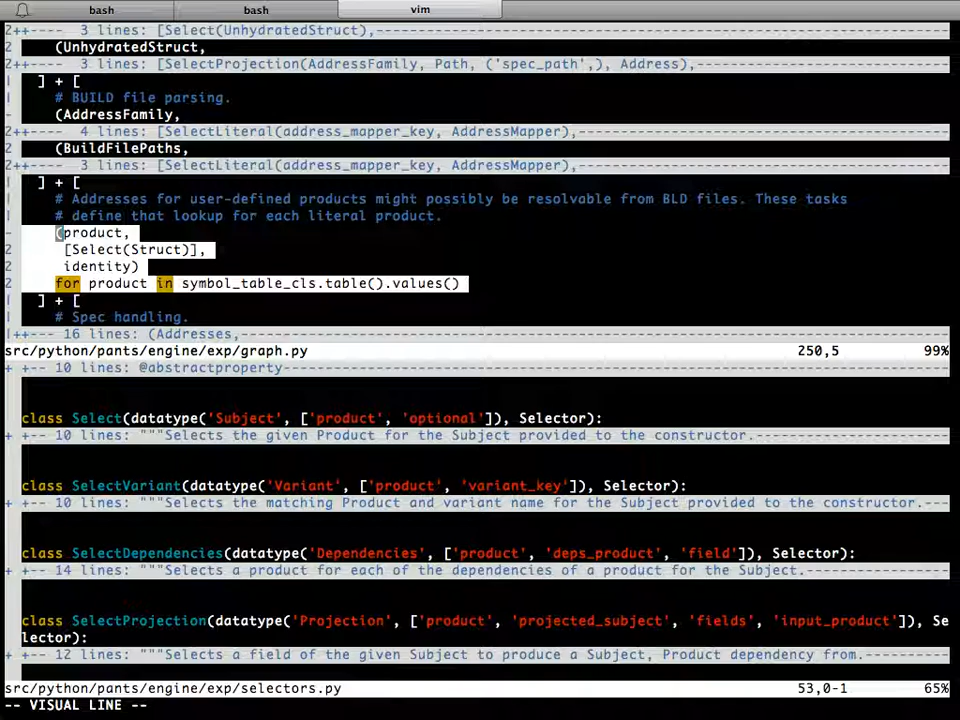 bash bash vim
2++---- 3 lines: [Select(UnhydratedStruct),
2 (UnhydratedStruct,
2++---- 3 lines: [SelectProjection(AddressFamily, Path, ('spec_path',), Address),
| ] + [
| # BUILD file parsing.
- (AddressFamily,
2++---- 4 lines: [SelectLiteral(address_mapper_key, AddressMapper),
2 (BuildFilePaths,
2++---- 3 lines: [SelectLiteral(address_mapper_key, AddressMapper),
| ] + [
| # Addresses for user-defined products might possibly be resolvable from BLD files. These tasks
| # define that lookup for each literal product.
- (product,
2 [Select(Struct)],
2 identity)
2 for product in symbol_table_cls.table().values()
| ] + [
| # Spec handling.
|++--- 16 lines: (Addresses,
src/python/pants/engine/exp/graph.py 250,5 99%
+ +-- 10 lines: @abstractproperty
class Select(datatype('Subject', ['product', 'optional']), Selector):
+ +-- 10 lines: """Selects the given Product for the Subject provided to the constructor.
class SelectVariant(datatype('Variant', ['product', 'variant_key']), Selector):
+ +-- 10 lines: """Selects the matching Product and variant name for the Subject provided to the constructor.
class SelectDependencies(datatype('Dependencies', ['product', 'deps_product', 'field']), Selector):
+ +-- 14 lines: """Selects a product for each of the dependencies of a product for the Subject.
class SelectProjection(datatype('Projection', ['product', 'projected_subject', 'fields', 'input_product']), Se
lector):
+ +-- 12 lines: """Selects a field of the given Subject to produce a Subject, Product dependency from.
src/python/pants/engine/exp/selectors.py 53,0-1 65%
-- VISUAL LINE --